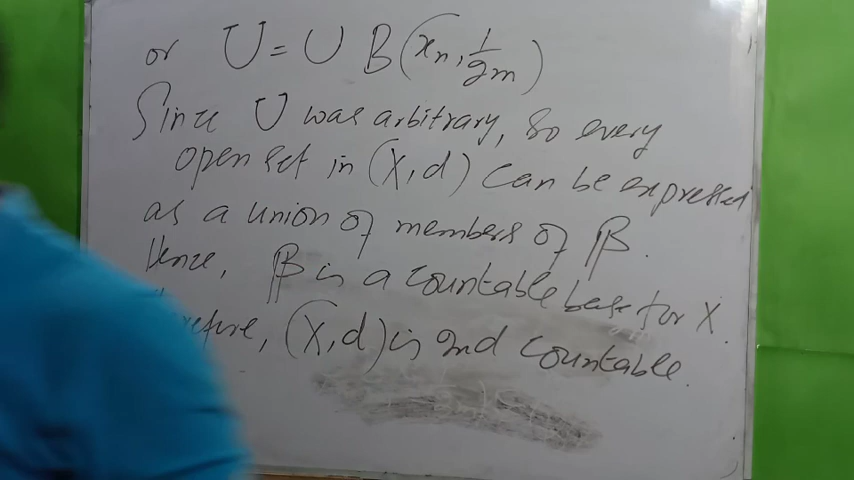 or U = ∪ B(xn, 1/2m)
Since U was arbitrary, so every
open set in (X, d) can be expressed
as a union of members of B.
Hence, B is a countable base for X.
(X, d) is 2nd countable.